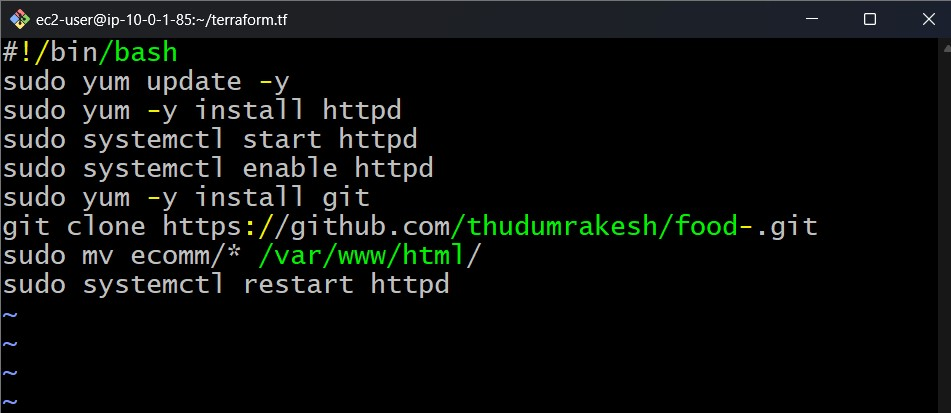 ec2-user@ip-10-0-1-85:~/terraform.tf
#!/bin/bash
sudo yum update -y
sudo yum -y install httpd
sudo systemctl start httpd
sudo systemctl enable httpd
sudo yum -y install git
git clone https://github.com/thudumrakesh/food-.git
sudo mv ecomm/* /var/www/html/
sudo systemctl restart httpd
~
~
~
~